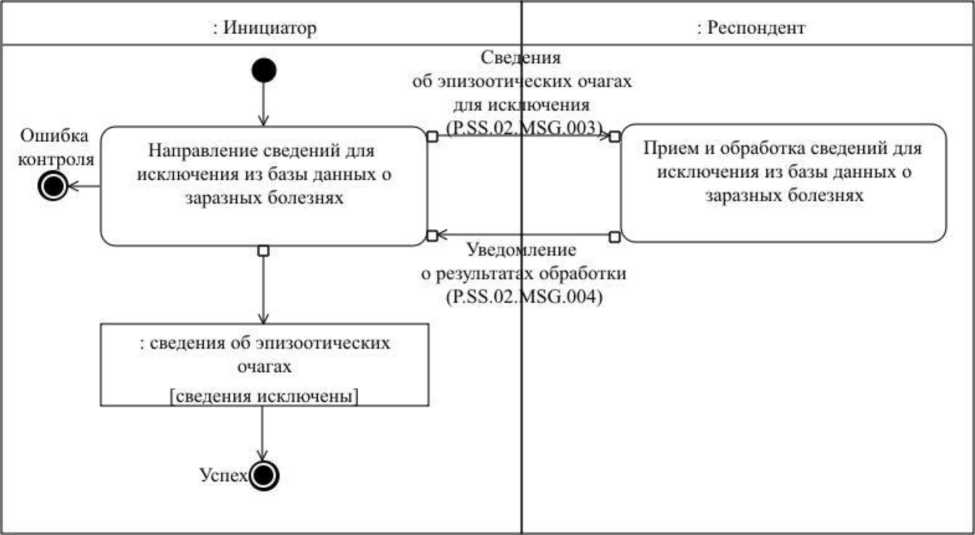 : Инициатор
: Респондент
Сведения
об эпизоотических очагах
для исключения
(P.SS.02.MSG.003)
Ошибка
контроля
Направление сведений для
исключения из базы данных о
заразных болезнях
Прием и обработка сведений для
исключения из базы данных о
заразных болезнях
Уведомление
о результатах обработки
(P.SS.02.MSG.004)
: сведения об эпизоотических
очагах
[сведения исключены]
Успех